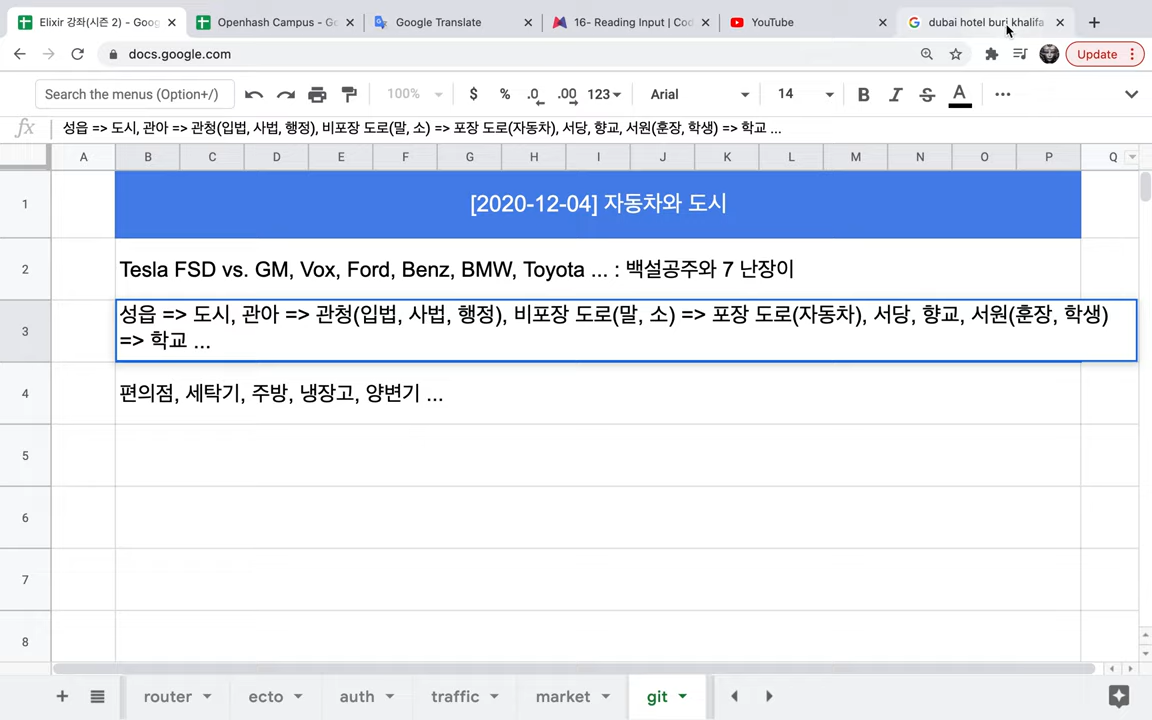 Elixir 강좌(시즌 2) - Goog
Openhash Campus - Go
Google Translate
16- Reading Input | Cod
YouTube
dubai hotel burj khalifa
docs.google.com
Update
Search the menus (Option+/)
100%
$
%
.0
.00
123
Arial
14
B
I
S
A
fx
성읍 => 도시, 관아 => 관청(입법, 사법, 행정), 비포장 도로(말, 소) => 포장 도로(자동차), 서당, 향교, 서원(훈장, 학생) => 학교 ...
A B C D E F G H I J K L M N O P Q
1
[2020-12-04] 자동차와 도시
2
Tesla FSD vs. GM, Vox, Ford, Benz, BMW, Toyota ... : 백설공주와 7 난장이
3
성읍 => 도시, 관아 => 관청(입법, 사법, 행정), 비포장 도로(말, 소) => 포장 도로(자동차), 서당, 향교, 서원(훈장, 학생)
=> 학교 ...
4
편의점, 세탁기, 주방, 냉장고, 양변기 ...
5
6
7
8
router
ecto
auth
traffic
market
git